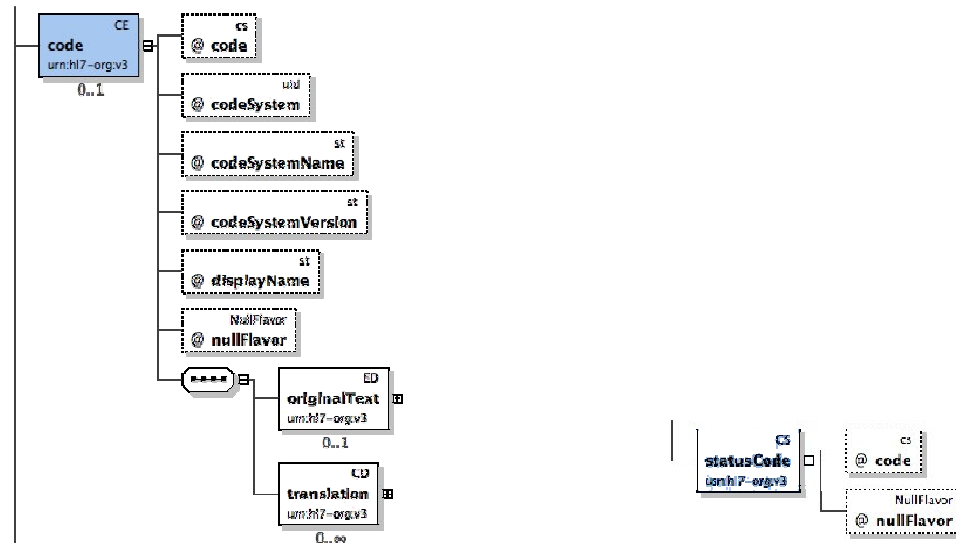 CE
code
urn:hl7-org:v3
0..1
cs
@ code
uid
@ codeSystem
st
@ codeSystemName
st
@ codeSystemVersion
st
@ displayName
NullFlavor
@ nullFlavor
ED
originalText
urn:hl7-org:v3
0..1
CD
translation
urn:hl7-org:v3
0..∞
CS
statusCode
urn:hl7-org:v3
cs
@ code
NullFlavor
@ nullFlavor